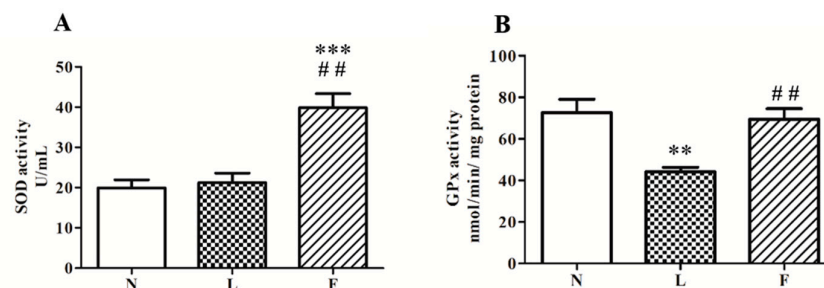 A
SOD activity
U/mL
50
40
30
20
10
0
***
# #
N
L
F
B
GPx activity
nmol/min/ mg protein
100
80
60
40
20
0
**
# #
N
L
F